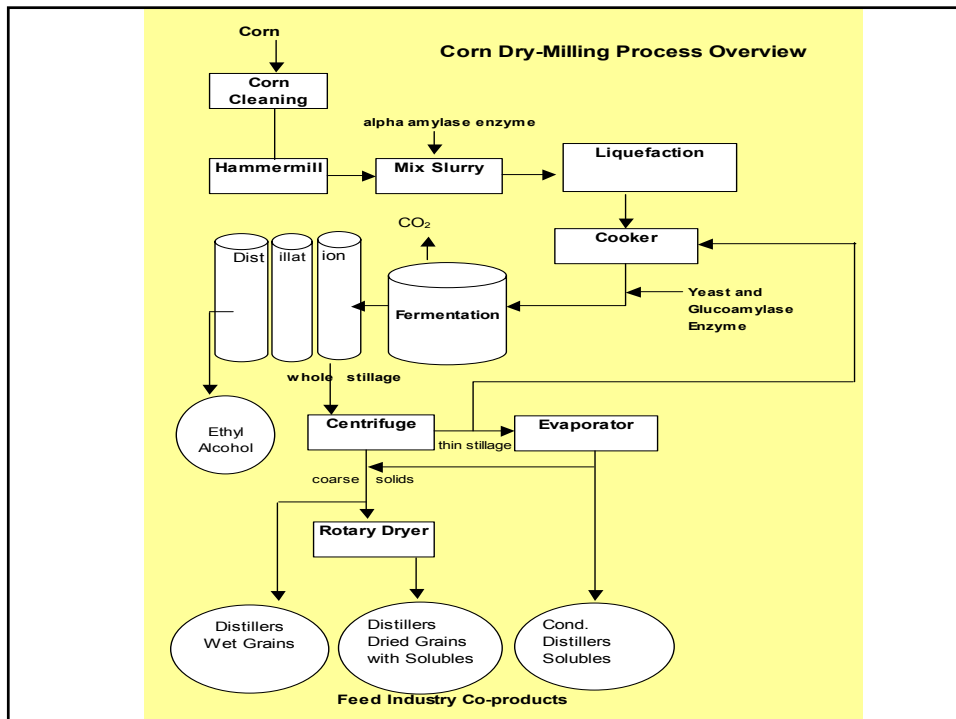 Corn
Corn Dry-Milling Process Overview
Corn
Cleaning
alpha amylase enzyme
Hammermill
Mix Slurry
Liquefaction
CO₂
Cooker
Dist illat ion
Yeast and
Glucoamylase
Enzyme
Fermentation
whole stillage
Ethyl
Alcohol
Centrifuge
thin stillage
Evaporator
coarse solids
Rotary Dryer
Distillers
Wet Grains
Distillers
Dried Grains
with Solubles
Cond.
Distillers
Solubles
Feed Industry Co-products